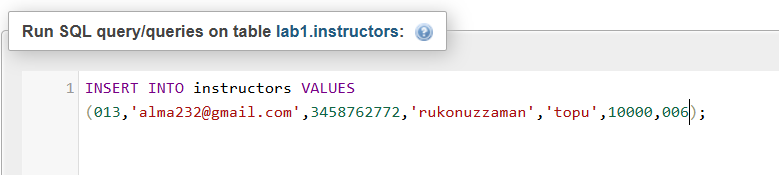 Run SQL query/queries on table lab1.instructors:
1 INSERT INTO instructors VALUES
(013,'alma232@gmail.com',3458762772,'rukonuzzaman','topu',10000,006);